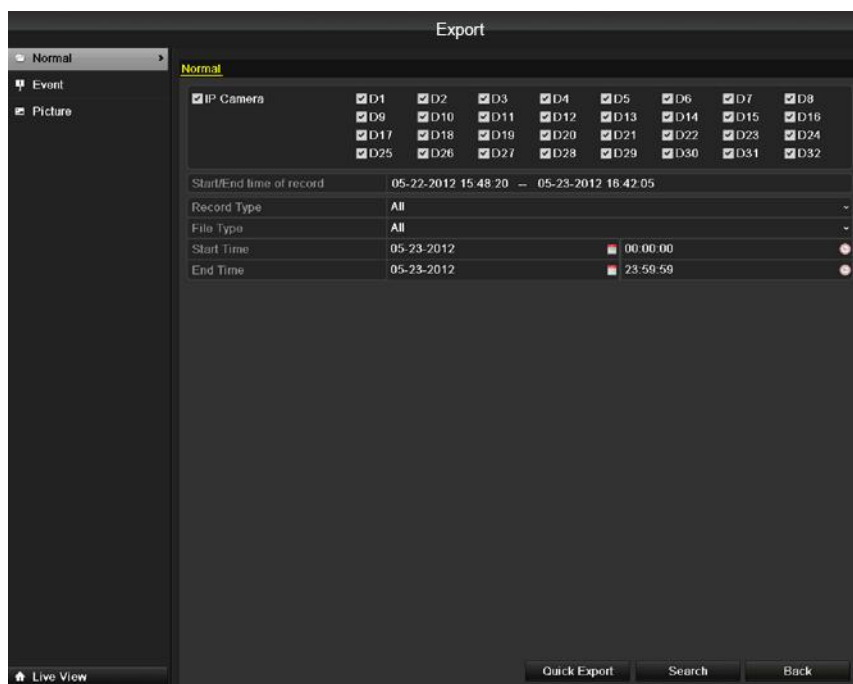 Export
Normal
Event
Picture
Normal
IP Camera D1 D2 D3 D4 D5 D6 D7 D8
D9 D10 D11 D12 D13 D14 D15 D16
D17 D18 D19 D20 D21 D22 D23 D24
D25 D26 D27 D28 D29 D30 D31 D32
Start/End time of record 05-22-2012 15:48:20 -- 05-23-2012 16:42:05
Record Type All
File Type All
Start Time 05-23-2012 00:00:00
End Time 05-23-2012 23:59:59
Live View Quick Export Search Back